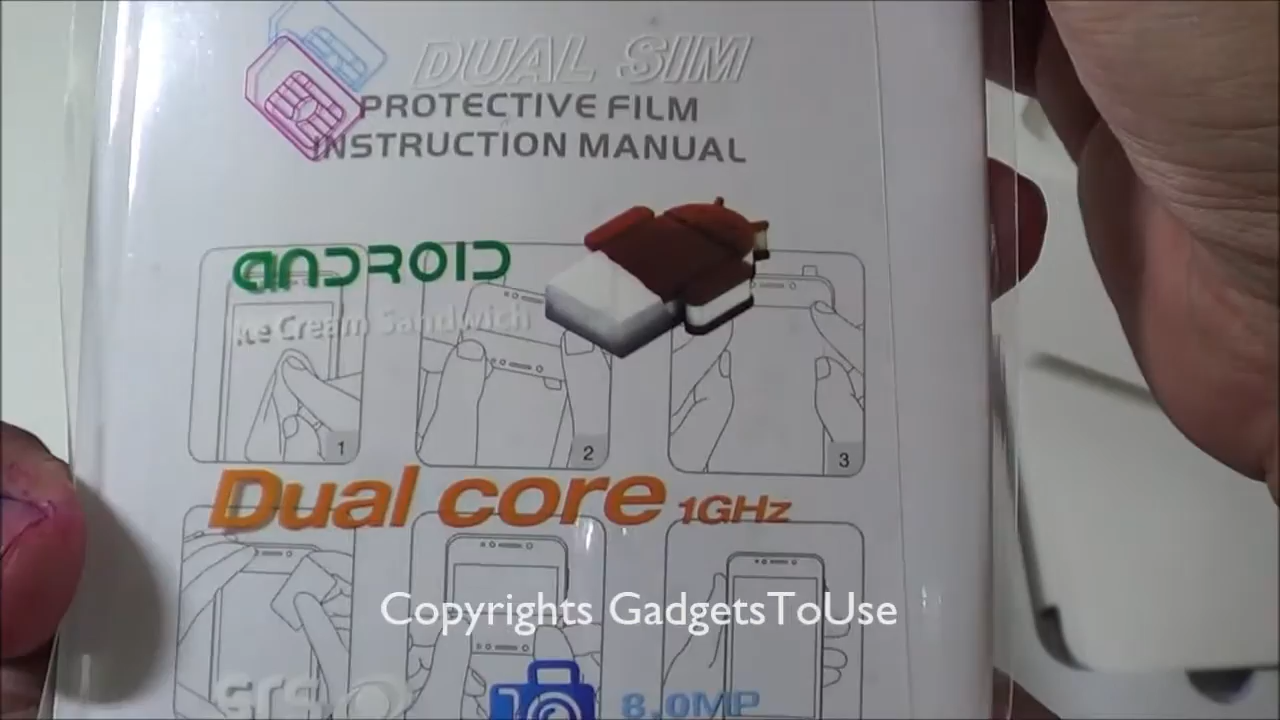 DUAL SIM
PROTECTIVE FILM
INSTRUCTION MANUAL
ANDROID
Ice Cream Sandwich
1
2
3
Dual core 1GHz
Copyrights GadgetsToUse
SRS
8.0MP